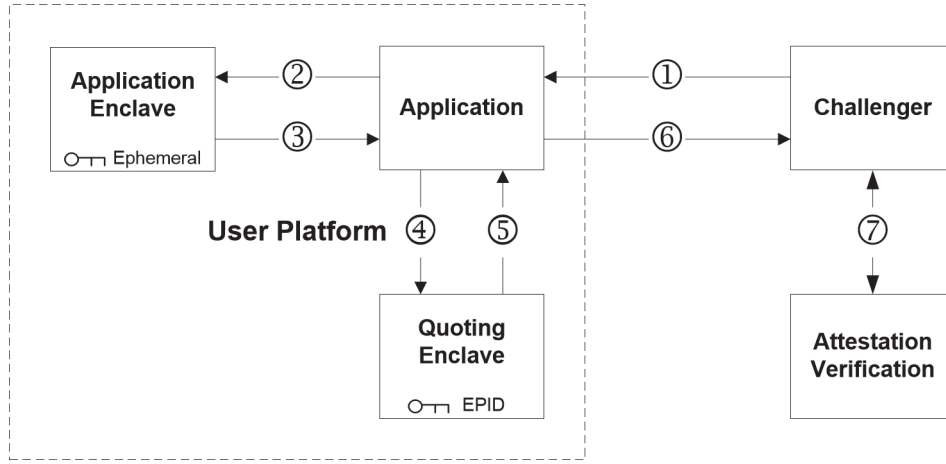 Application
Enclave
Ephemeral
②
③
Application
①
⑥
Challenger
User Platform
④
⑤
⑦
Quoting
Enclave
EPID
Attestation
Verification